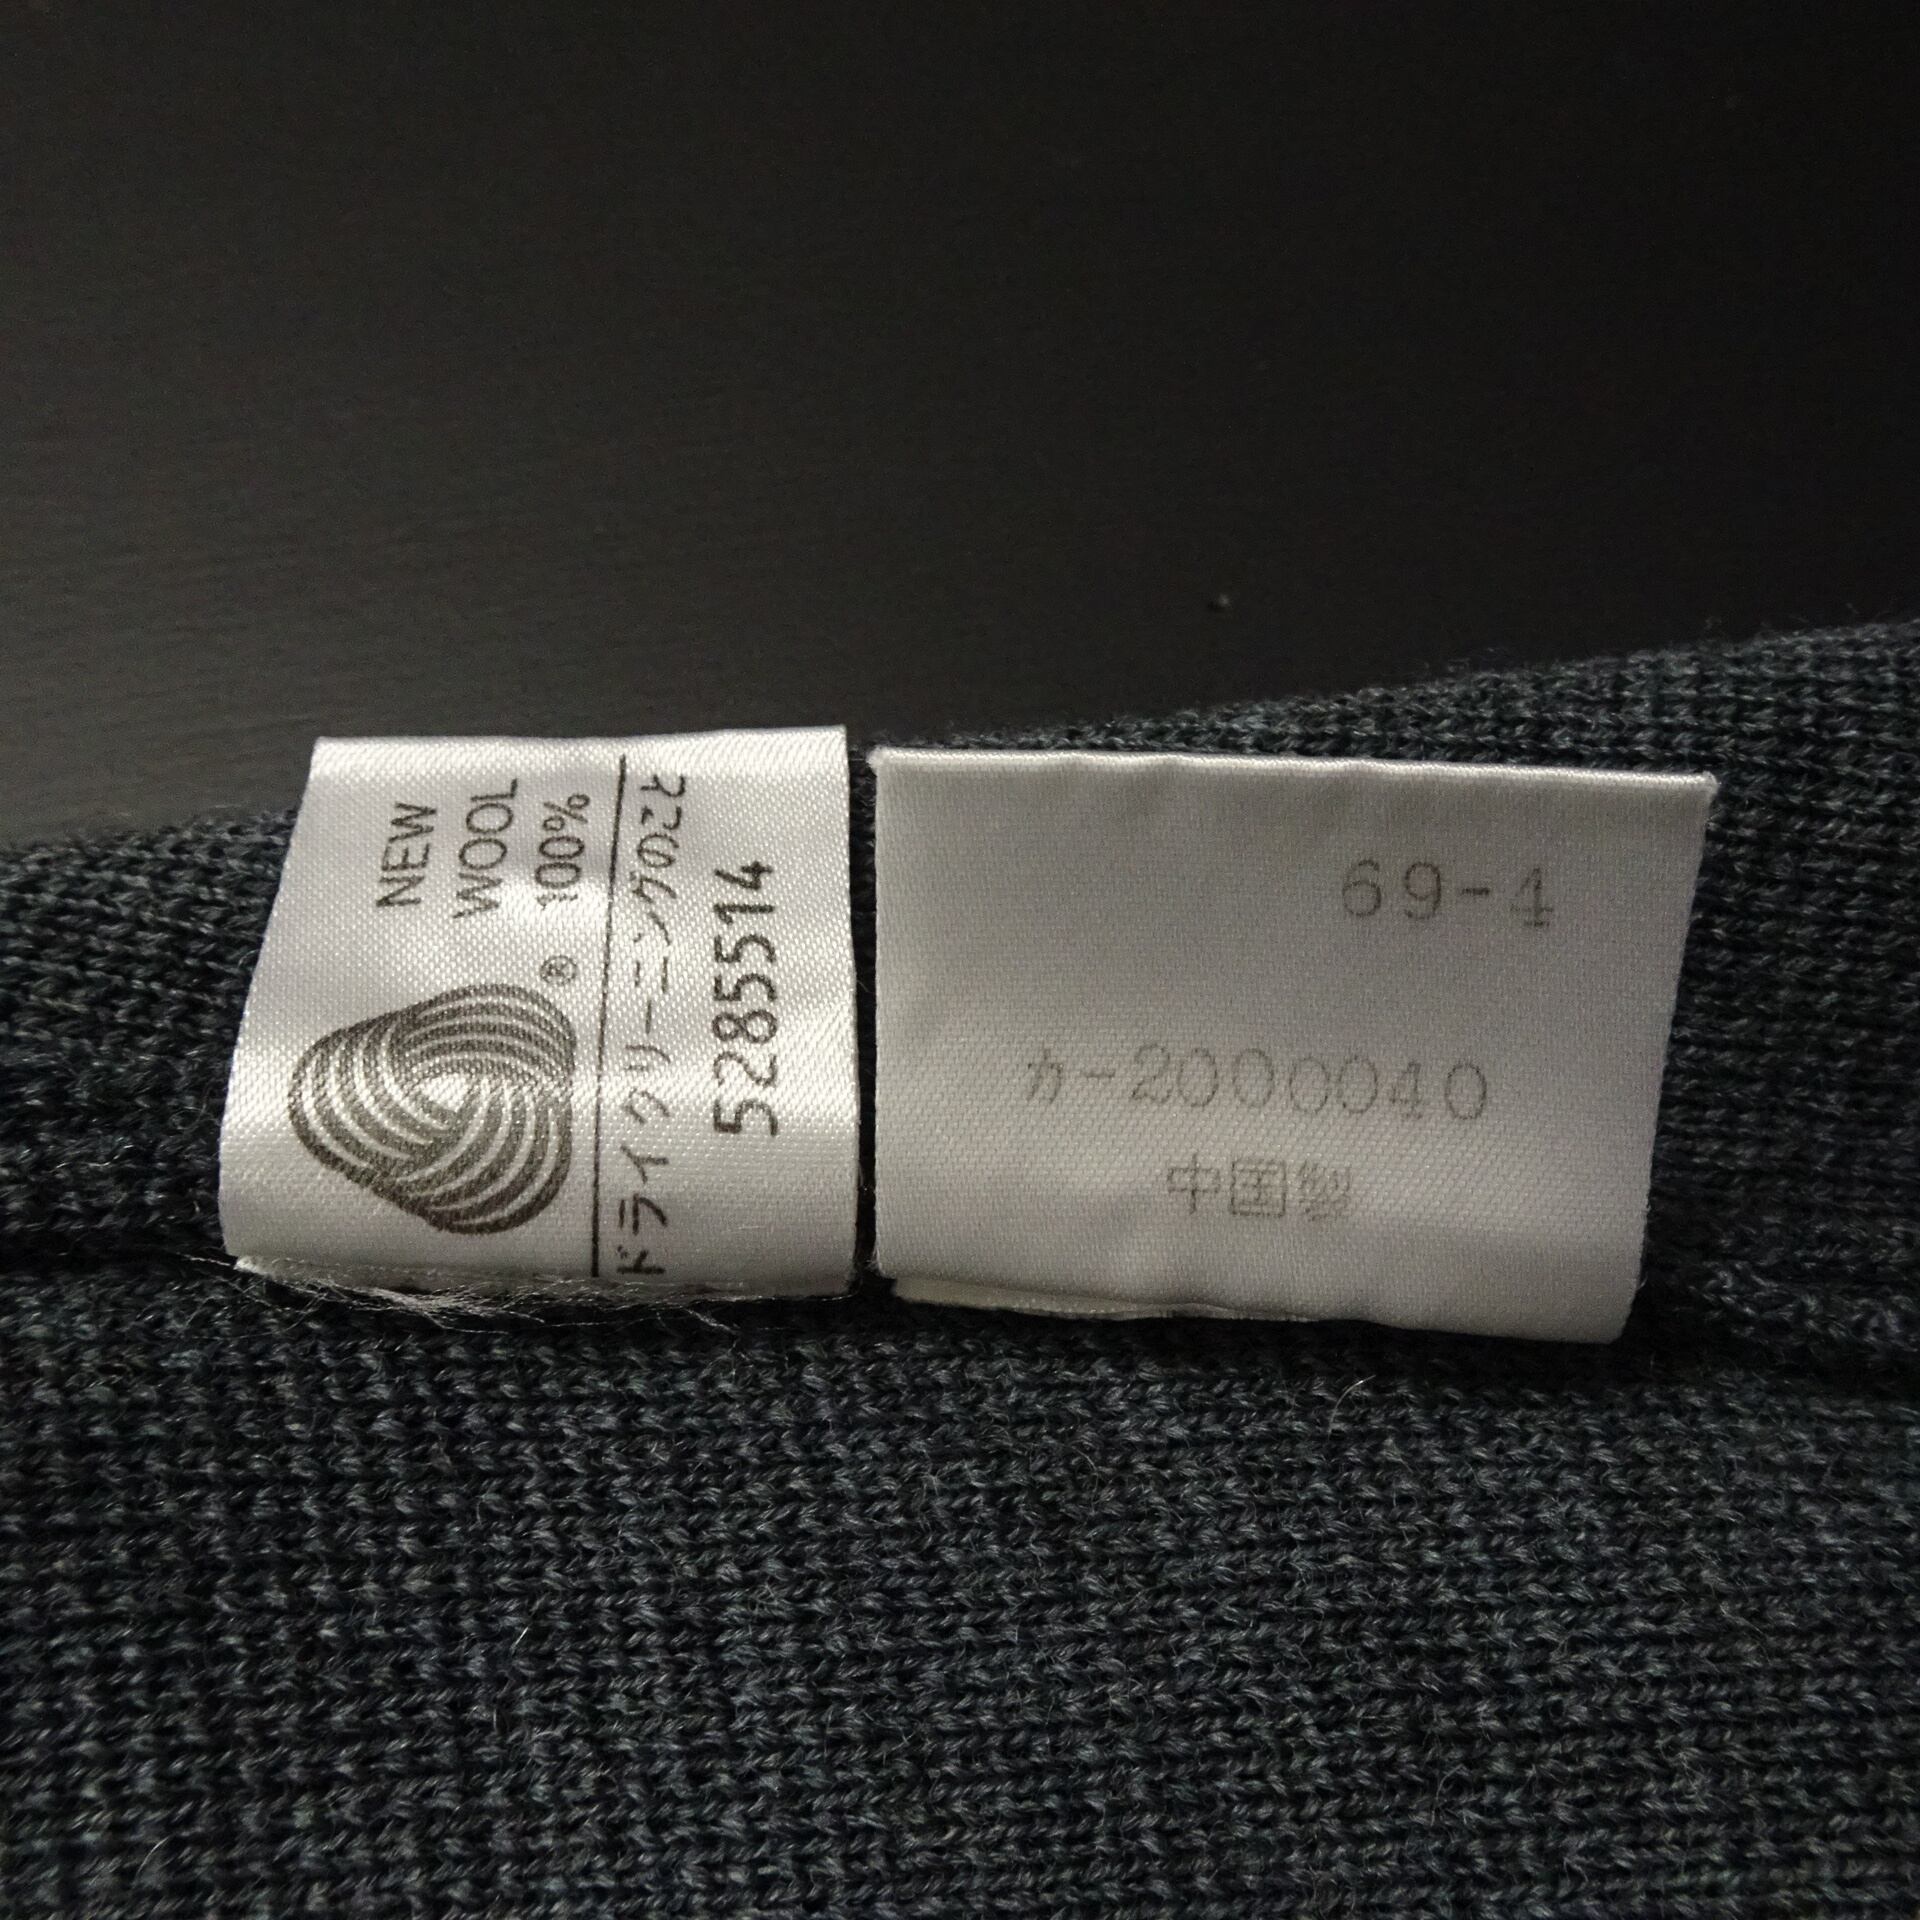 NEW
WOOL
100%
®
ドライクリーニングのこと
5285514
69-4
カ-2000040
中国製